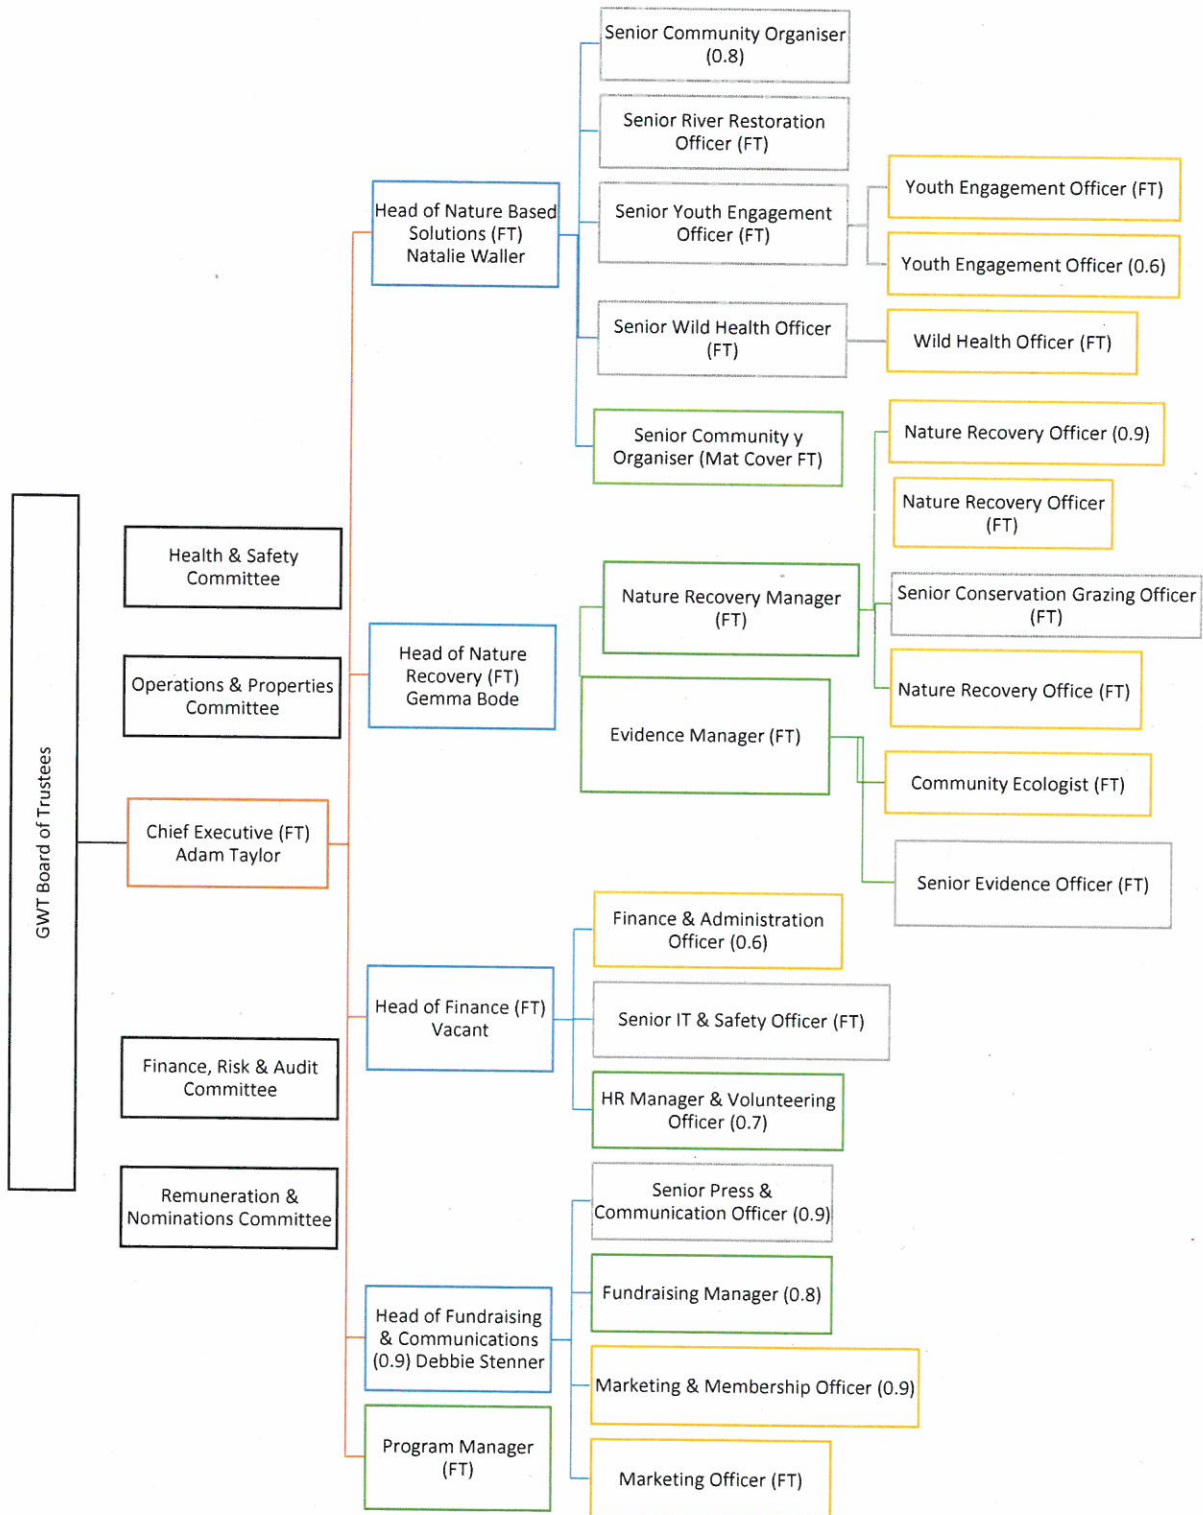 GWT Board of Trustees
Health & Safety
Committee
Operations & Properties
Committee
Chief Executive (FT)
Adam Taylor
Finance, Risk & Audit
Committee
Remuneration &
Nominations Committee
Head of Nature Based
Solutions (FT)
Natalie Waller
Senior Community Organiser
(0.8)
Senior River Restoration
Officer (FT)
Senior Youth Engagement
Officer (FT)
Youth Engagement Officer (FT)
Youth Engagement Officer (0.6)
Senior Wild Health Officer
(FT)
Wild Health Officer (FT)
Senior Community y
Organiser (Mat Cover FT)
Head of Nature
Recovery (FT)
Gemma Bode
Nature Recovery Manager
(FT)
Nature Recovery Officer (0.9)
Nature Recovery Officer
(FT)
Senior Conservation Grazing Officer
(FT)
Nature Recovery Office (FT)
Evidence Manager (FT)
Community Ecologist (FT)
Senior Evidence Officer (FT)
Head of Finance (FT)
Vacant
Finance & Administration
Officer (0.6)
Senior IT & Safety Officer (FT)
HR Manager & Volunteering
Officer (0.7)
Head of Fundraising
& Communications
(0.9) Debbie Stenner
Senior Press &
Communication Officer (0.9)
Fundraising Manager (0.8)
Marketing & Membership Officer (0.9)
Marketing Officer (FT)
Program Manager
(FT)